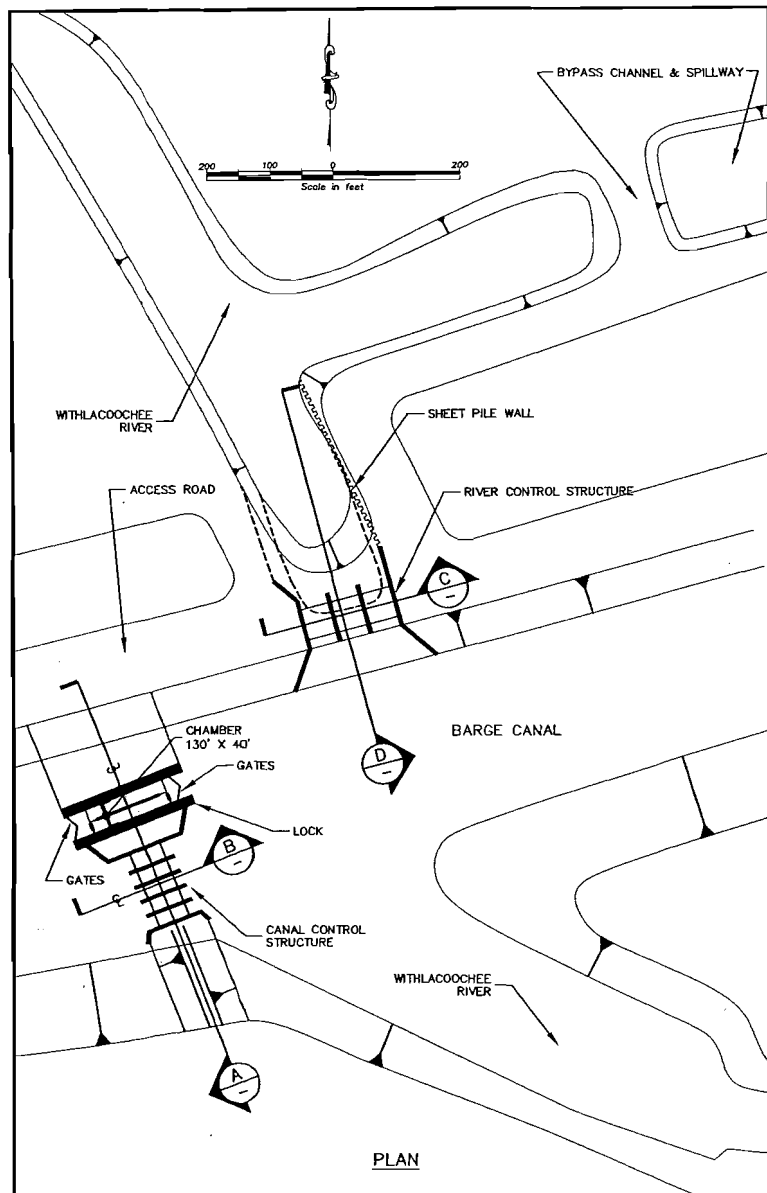 BYPASS CHANNEL & SPILLWAY
200 100 0 200
Scale in feet
WITHLACOOCHEE
RIVER
SHEET PILE WALL
ACCESS ROAD
RIVER CONTROL STRUCTURE
C
–
BARGE CANAL
CHAMBER
130' X 40'
D
–
GATES
LOCK
B
–
GATES
CANAL CONTROL
STRUCTURE
WITHLACOOCHEE
RIVER
A
–
PLAN